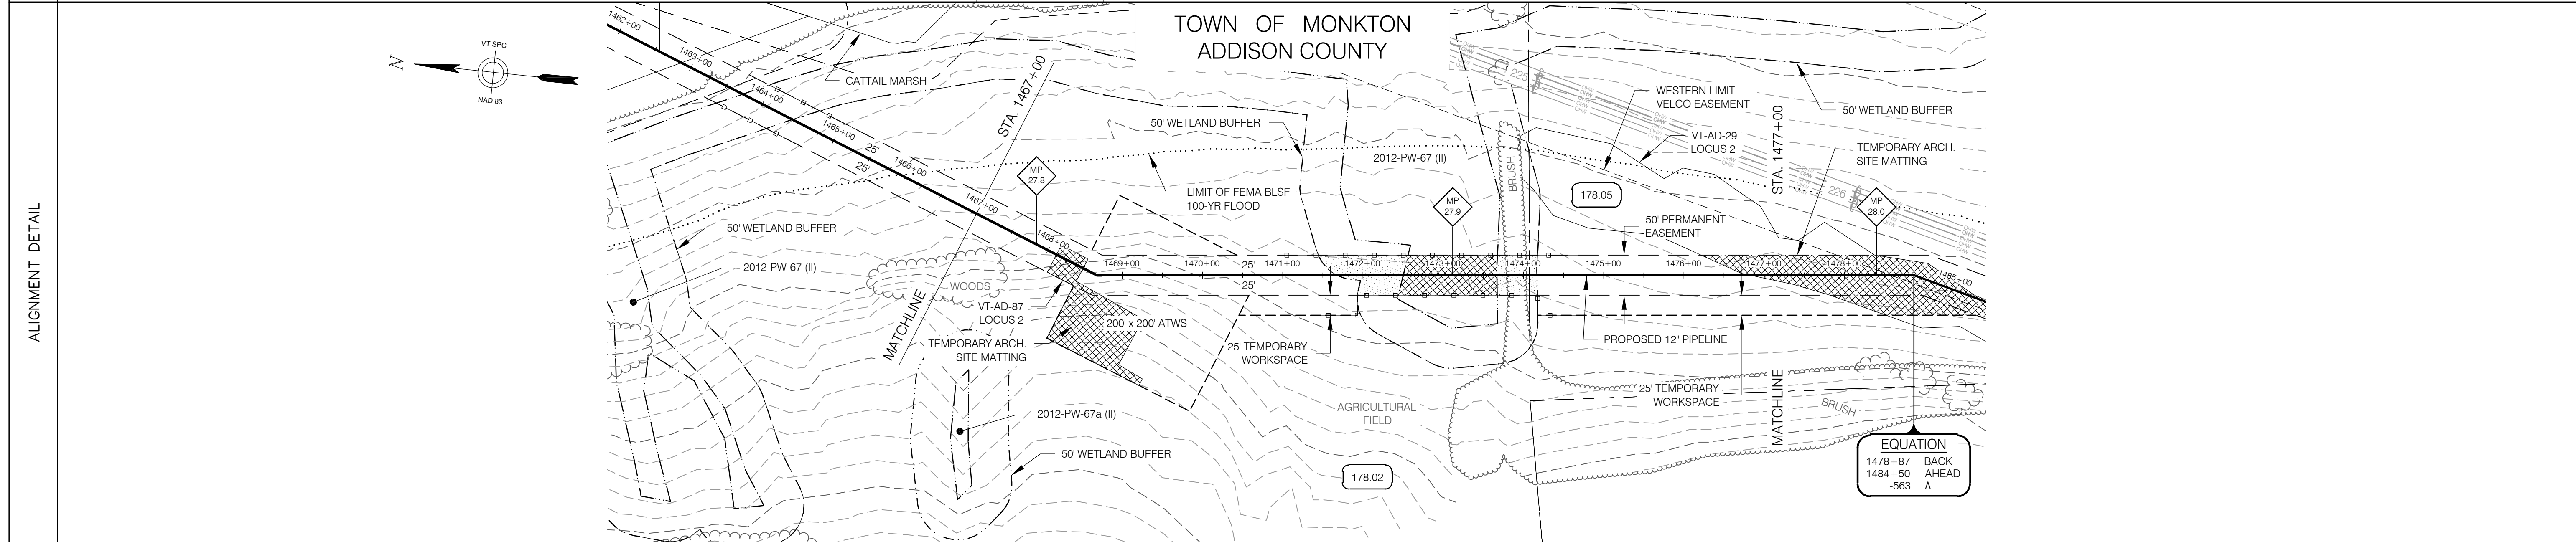 ALIGNMENT DETAIL
N
VT SPC
NAD 83
TOWN OF MONKTON
ADDISON COUNTY
1462+00
1463+00
1464+00
1465+00
1466+00
1467+00
1468+00
25'
25'
CATTAIL MARSH
STA. 1467+00
MATCHLINE
MP
27.8
50' WETLAND BUFFER
2012-PW-67 (II)
LIMIT OF FEMA BLSF
100-YR FLOOD
BRUSH
225
OHW
OHW
OHW
WESTERN LIMIT
VELCO EASEMENT
VT-AD-29
LOCUS 2
STA. 1477+00
50' WETLAND BUFFER
TEMPORARY ARCH.
SITE MATTING
178.05
226
OHW
OHW
OHW
MP
27.9
MP
28.0
50' PERMANENT
EASEMENT
50' WETLAND BUFFER
2012-PW-67 (II)
WOODS
VT-AD-87
LOCUS 2
1469+00
1470+00
1471+00
1472+00
1473+00
1474+00
1475+00
1476+00
1477+00
1478+00
1485+00
25'
25'
200' x 200' ATWS
TEMPORARY ARCH.
SITE MATTING
25' TEMPORARY
WORKSPACE
PROPOSED 12" PIPELINE
25' TEMPORARY
WORKSPACE
MATCHLINE
BRUSH
2012-PW-67a (II)
50' WETLAND BUFFER
AGRICULTURAL
FIELD
178.02
EQUATION
1478+87 BACK
1484+50 AHEAD
-563 Δ